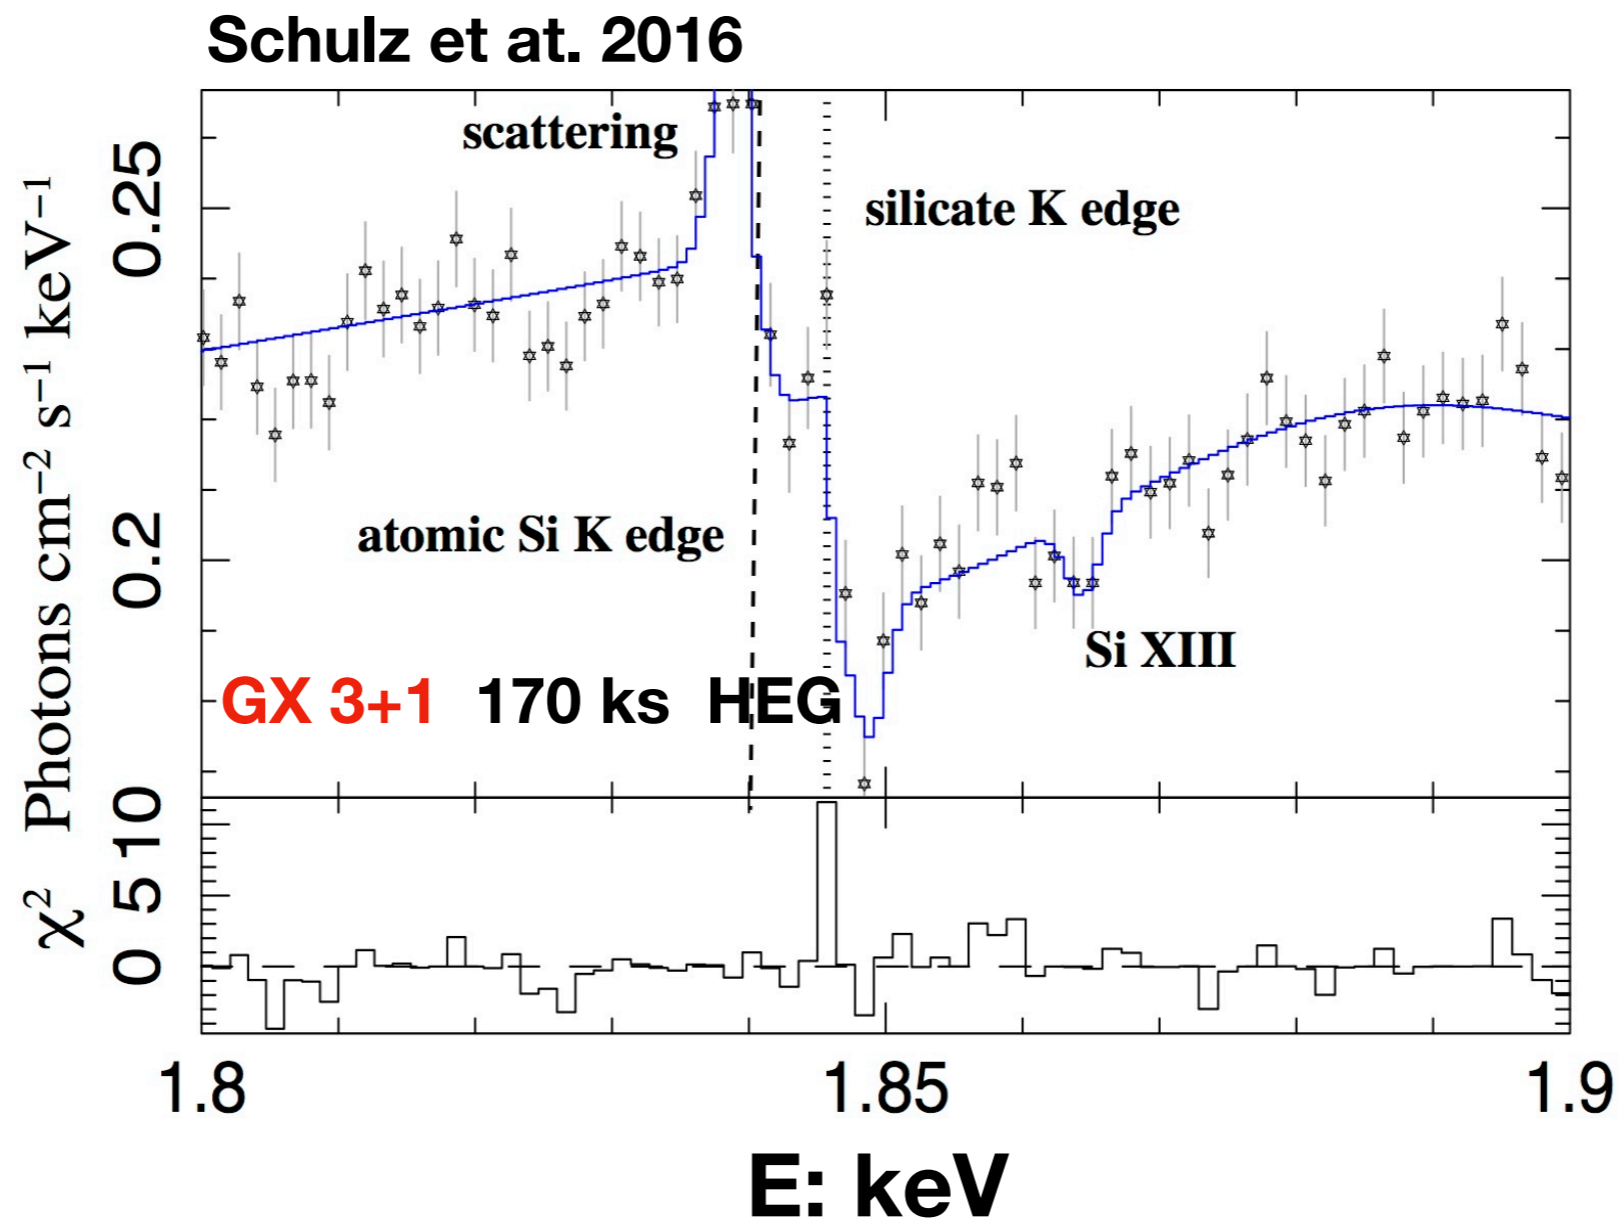 Schulz et at. 2016
scattering
silicate K edge
atomic Si K edge
Si XIII
GX 3+1 170 ks HEG
Photons cm⁻² s⁻¹ keV⁻¹
0.25
0.2
χ²
10
5
0
1.8 1.85 1.9
E: keV